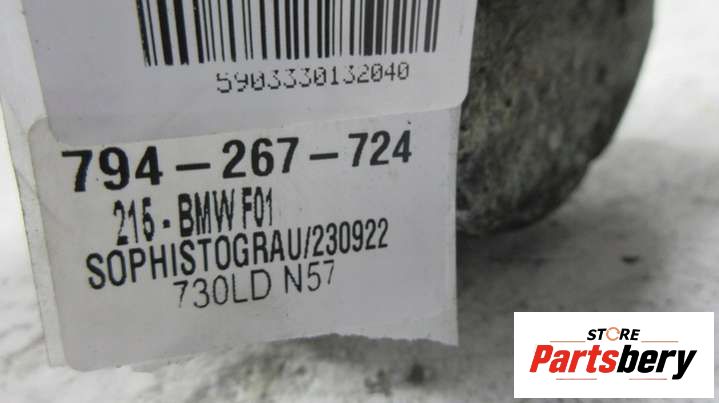 5903330132040
794-267-724
215-BMW F01
SOPHISTOGRAU/230922
730LD N57
STORE
Partsbery